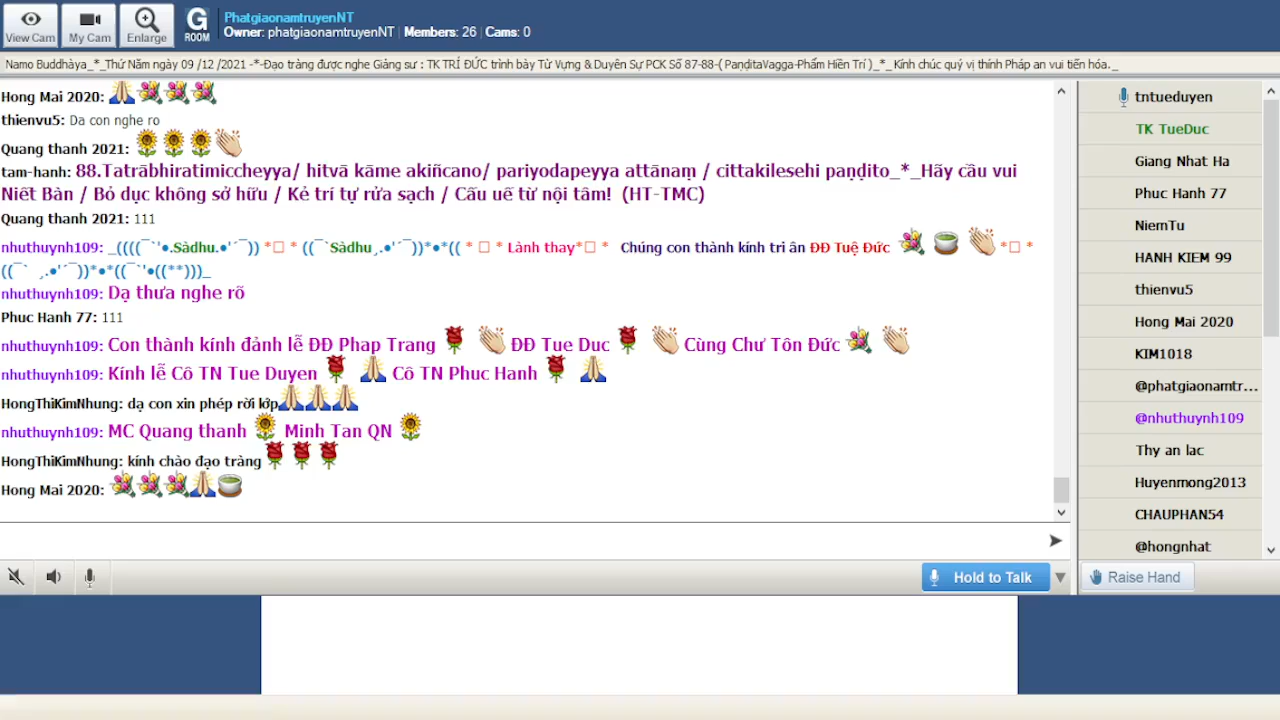 View Cam
My Cam
Enlarge
G
ROOM
PhatgiaonamtruyenNT
Owner: phatgiaonamtruyenNT | Members: 26 | Cams: 0
Namo Buddhàya_*_Thứ Năm ngày 09 /12 /2021 -*-Đạo tràng được nghe Giảng sư : TK TRÍ ĐỨC trình bày Từ Vựng & Duyên Sự PCK Số 87-88-( PaṇḍitaVagga-Phẩm Hiền Trí )_*_ Kính chúc quý vị thính Pháp an vui tiến hóa._
Hong Mai 2020:
thienvu5: Da con nghe ro
Quang thanh 2021:
tam-hanh: 88.Tatrābhiratimiccheyya/ hitvā kāme akiñcano/ pariyodapeyya attānaṃ / cittakilesehi paṇḍito_*_Hãy cầu vui
Niết Bàn / Bỏ dục không sở hữu / Kẻ trí tự rửa sạch / Cấu uế từ nội tâm! (HT-TMC)
Quang thanh 2021: 111
nhuthuynh109: _((((¯`'•.Sàdhu.•'´¯)) *□ * ((¯`Sàdhu¸.•'´¯))*•*(( * □ * Lành thay*□ * Chúng con thành kính tri ân ĐĐ Tuệ Đức *□ *
((¯` ¸.•'´¯))*•*((¯`'•((**)))_
nhuthuynh109: Dạ thưa nghe rõ
Phuc Hanh 77: 111
nhuthuynh109: Con thành kính đảnh lễ ĐĐ Phap Trang ĐĐ Tue Duc Cùng Chư Tôn Đức
nhuthuynh109: Kính lễ Cô TN Tue Duyen Cô TN Phuc Hanh
HongThiKimNhung: dạ con xin phép rời lớp
nhuthuynh109: MC Quang thanh Minh Tan QN
HongThiKimNhung: kính chào đạo tràng
Hong Mai 2020:
tntueduyen
TK TueDuc
Giang Nhat Ha
Phuc Hanh 77
NiemTu
HANH KIEM 99
thienvu5
Hong Mai 2020
KIM1018
@phatgiaonamtr...
@nhuthuynh109
Thy an lac
Huyenmong2013
CHAUPHAN54
@hongnhat
Hold to Talk
Raise Hand